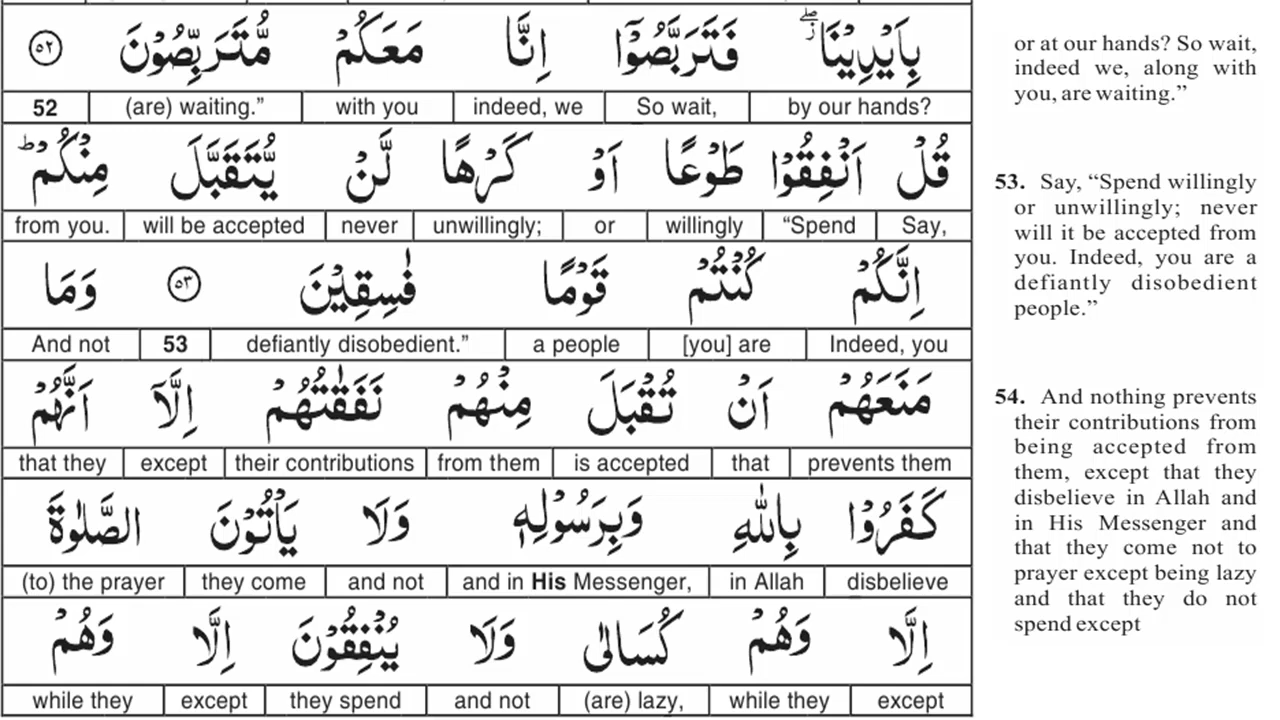 بِاَيْدِيْنَا ۖ ز فَتَرَبَّصُوْۤا اِنَّا مَعَكُمْ مُّتَرَبِّصُوْنَ ٥٢
by our hands? So wait, indeed, we with you (are) waiting.” 52
قُلْ اَنْفِقُوْا طَوْعًا اَوْ كَرْهًا لَّنْ يُّتَقَبَّلَ مِنْكُمْ ؕ
Say, “Spend willingly or unwillingly; never will be accepted from you.
اِنَّكُمْ كُنْتُمْ قَوْمًا فٰسِقِيْنَ ٥٣ وَمَا
Indeed, you [you] are a people defiantly disobedient.” 53 And not
مَنَعَهُمْ اَنْ تُقْبَلَ مِنْهُمْ نَفَقٰتُهُمْ اِلَّاۤ اَنَّهُمْ
prevents them that is accepted from them their contributions except that they
كَفَرُوْا بِاللّٰهِ وَبِرَسُوْلِهٖ وَلَا يَاْتُوْنَ الصَّلٰوةَ
disbelieve in Allah and in His Messenger, and not they come (to) the prayer
اِلَّا وَهُمْ كُسَالٰى وَلَا يُنْفِقُوْنَ اِلَّا وَهُمْ
except while they (are) lazy, and not they spend except while they
or at our hands? So wait,
indeed we, along with
you, are waiting.”
53. Say, “Spend willingly
or unwillingly; never
will it be accepted from
you. Indeed, you are a
defiantly disobedient
people.”
54. And nothing prevents
their contributions from
being accepted from
them, except that they
disbelieve in Allah and
in His Messenger and
that they come not to
prayer except being lazy
and that they do not
spend except